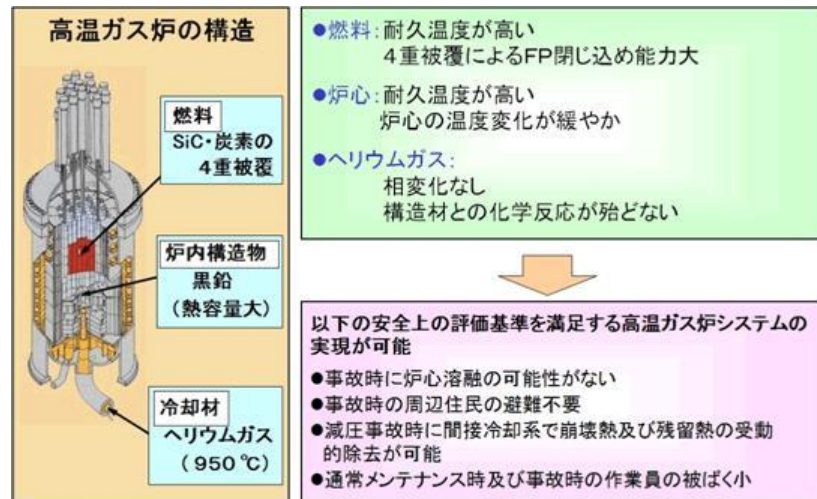 高温ガス炉の構造
燃料
SiC・炭素の
4重被覆
炉内構造物
黒鉛
(熱容量大)
冷却材
ヘリウムガス
(950℃)
●燃料:耐久温度が高い
4重被覆によるFP閉じ込め能力大
●炉心:耐久温度が高い
炉心の温度変化が緩やか
●ヘリウムガス:
相変化なし
構造材との化学反応が殆どない
以下の安全上の評価基準を満足する高温ガス炉システムの
実現が可能
●事故時に炉心溶融の可能性がない
●事故時の周辺住民の避難不要
●減圧事故時に間接冷却系で崩壊熱及び残留熱の受動
的除去が可能
●通常メンテナンス時及び事故時の作業員の被ばく小